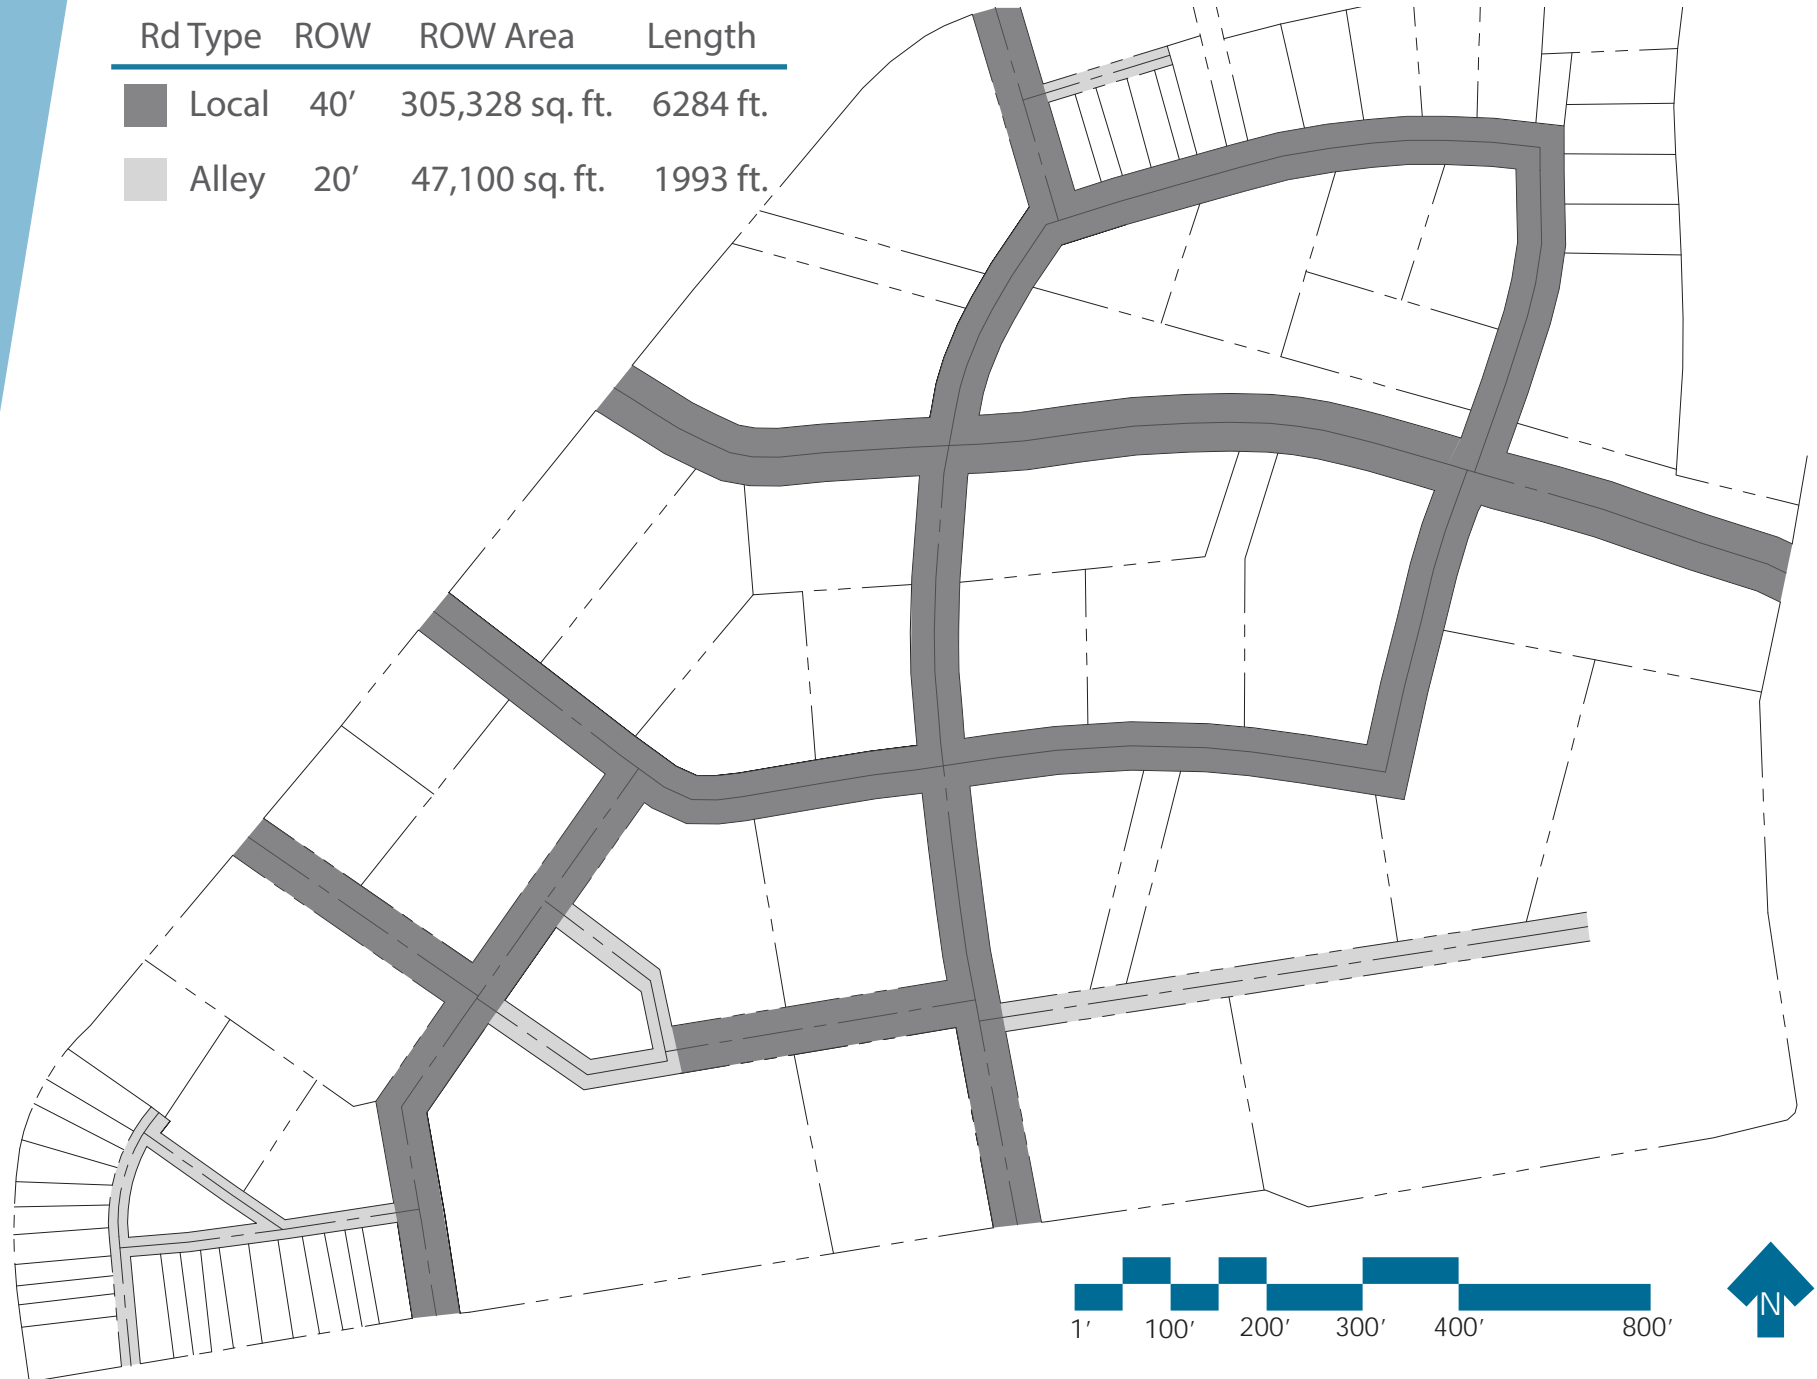 Rd Type ROW ROW Area Length
Local 40’ 305,328 sq. ft. 6284 ft.
Alley 20’ 47,100 sq. ft. 1993 ft.
1’ 100’ 200’ 300’ 400’ 800’
N